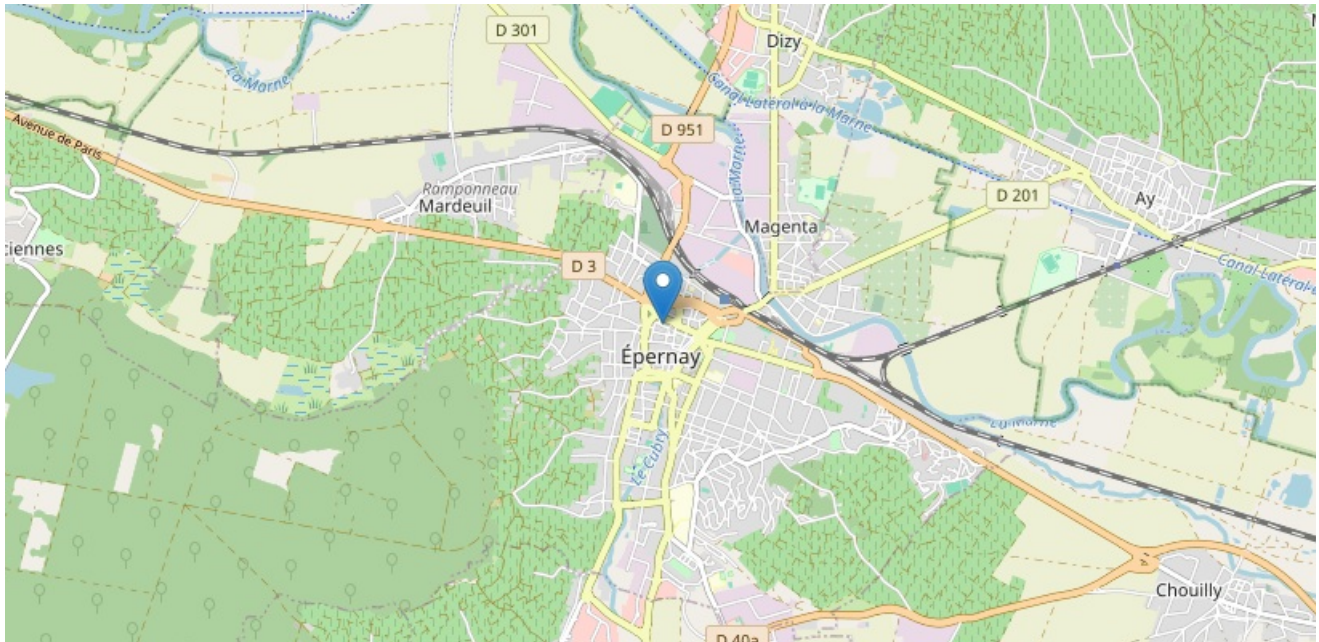 D 301
Dizy
La Marne
Canal Latéral à la Marne
Avenue de Paris
D 951
La Marne
Ramponneau
Mardeuil
D 201
Ay
Magenta
ciennes
D 3
Canal Latéral
Épernay
La Marne
Le Cubry
Chouilly
D 40a